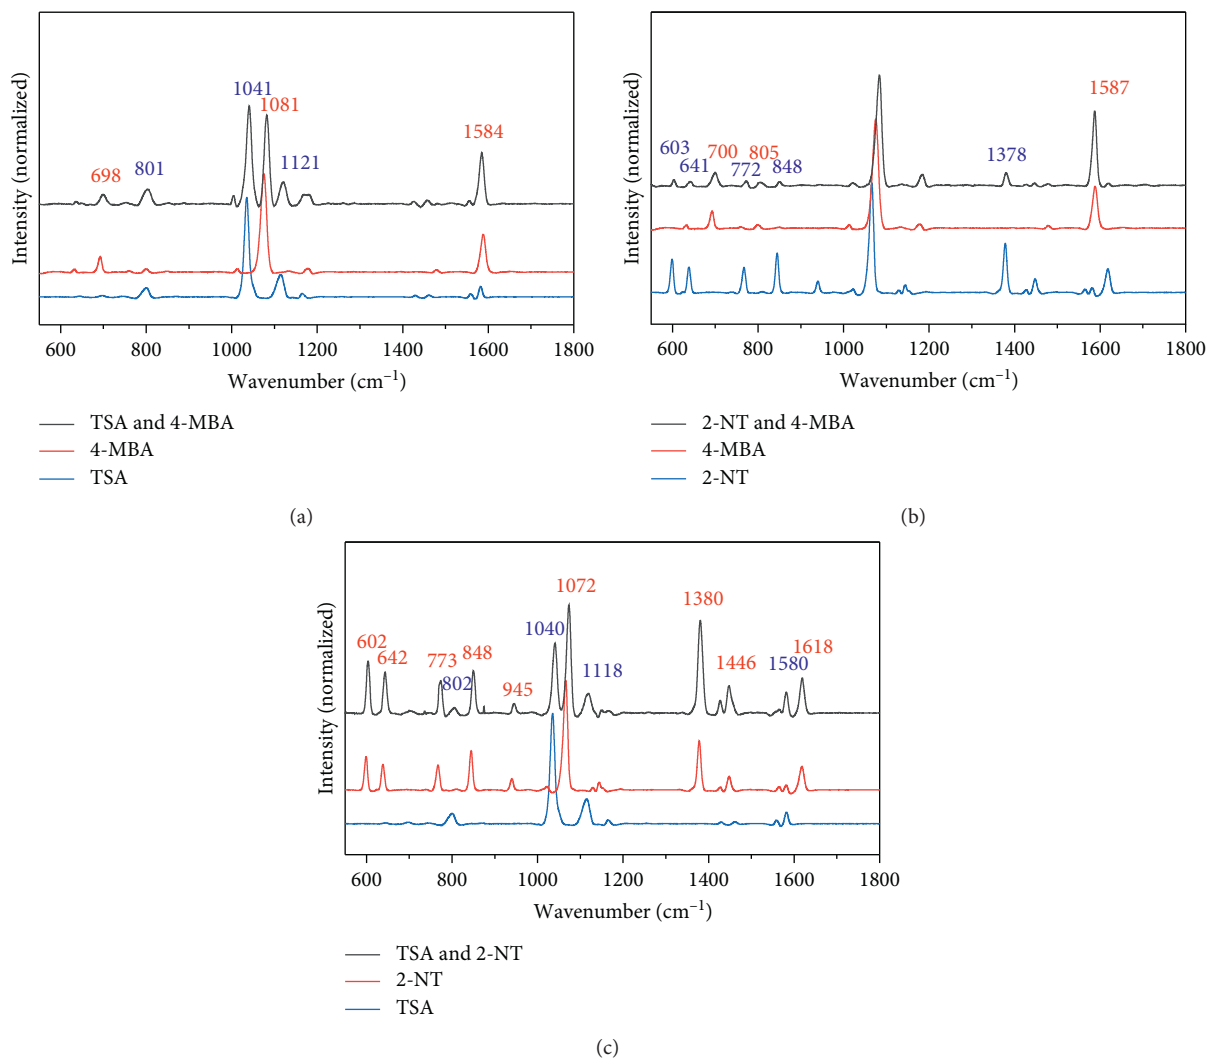 Intensity (normalized)
698
801
1041
1081
1121
1584
600 800 1000 1200 1400 1600 1800
Wavenumber (cm⁻¹)
TSA and 4-MBA
4-MBA
TSA
(a)
Intensity (normalized)
603
641
700
772
805
848
1378
1587
600 800 1000 1200 1400 1600 1800
Wavenumber (cm⁻¹)
2-NT and 4-MBA
4-MBA
2-NT
(b)
Intensity (normalized)
602
642
773
802
848
945
1040
1072
1118
1380
1446
1580
1618
600 800 1000 1200 1400 1600 1800
Wavenumber (cm⁻¹)
TSA and 2-NT
2-NT
TSA
(c)